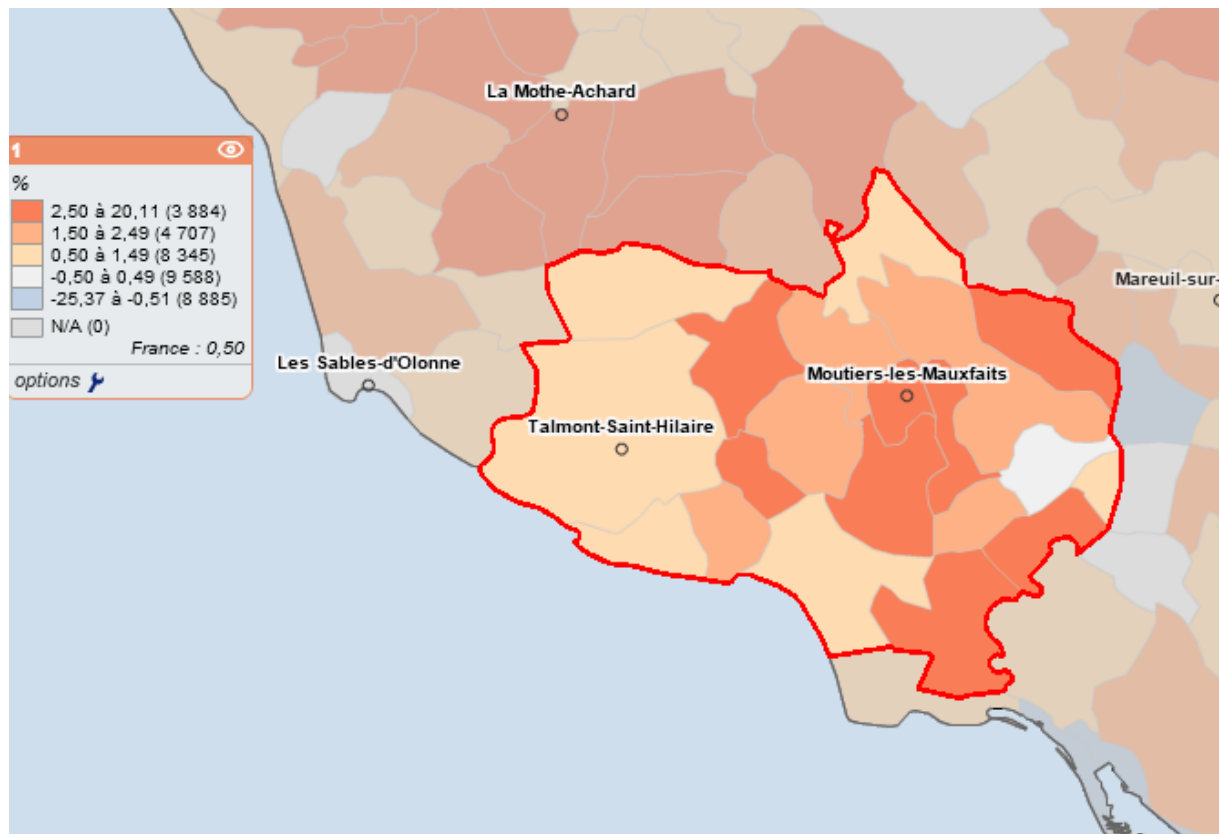 La Mothe-Achard
1
%
2,50 à 20,11 (3 884)
1,50 à 2,49 (4 707)
0,50 à 1,49 (8 345)
-0,50 à 0,49 (9 588)
-25,37 à -0,51 (8 885)
N/A (0)
France : 0,50
options
Mareuil-sur-
Les Sables-d'Olonne
Moutiers-les-Mauxfaits
Talmont-Saint-Hilaire